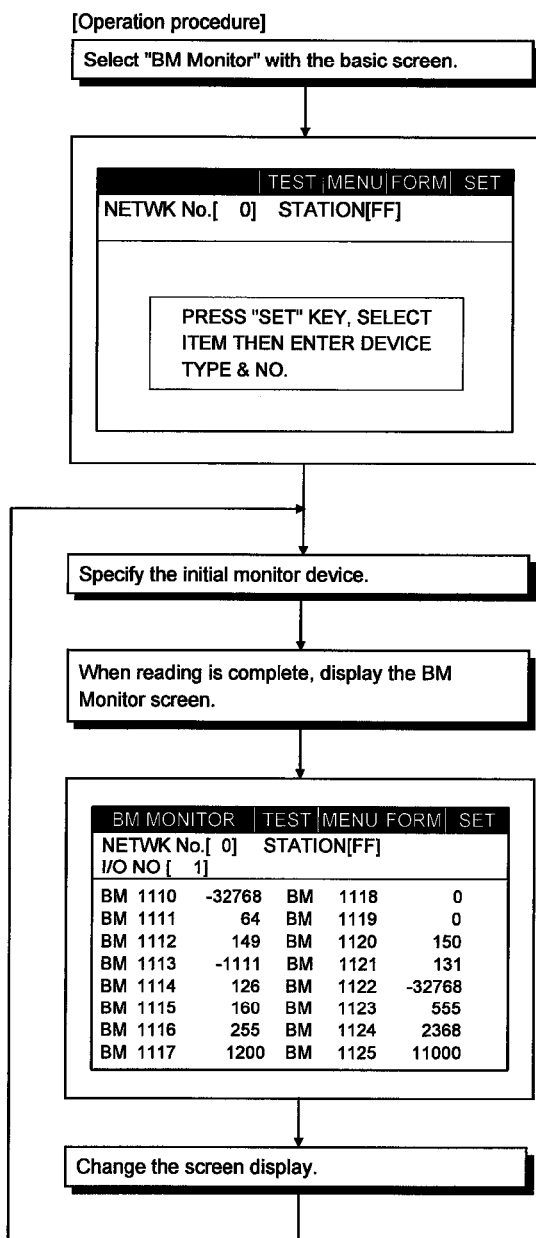 [Operation procedure]
Select "BM Monitor" with the basic screen.
TEST MENU FORM SET
NETWK No.[ 0] STATION[FF]
PRESS "SET" KEY, SELECT
ITEM THEN ENTER DEVICE
TYPE & NO.
Specify the initial monitor device.
When reading is complete, display the BM
Monitor screen.
BM MONITOR TEST MENU FORM SET
NETWK No.[ 0] STATION[FF]
I/O NO [ 1]
BM 1110 -32768 BM 1118 0
BM 1111 64 BM 1119 0
BM 1112 149 BM 1120 150
BM 1113 -1111 BM 1121 131
BM 1114 126 BM 1122 -32768
BM 1115 160 BM 1123 555
BM 1116 255 BM 1124 2368
BM 1117 1200 BM 1125 11000
Change the screen display.